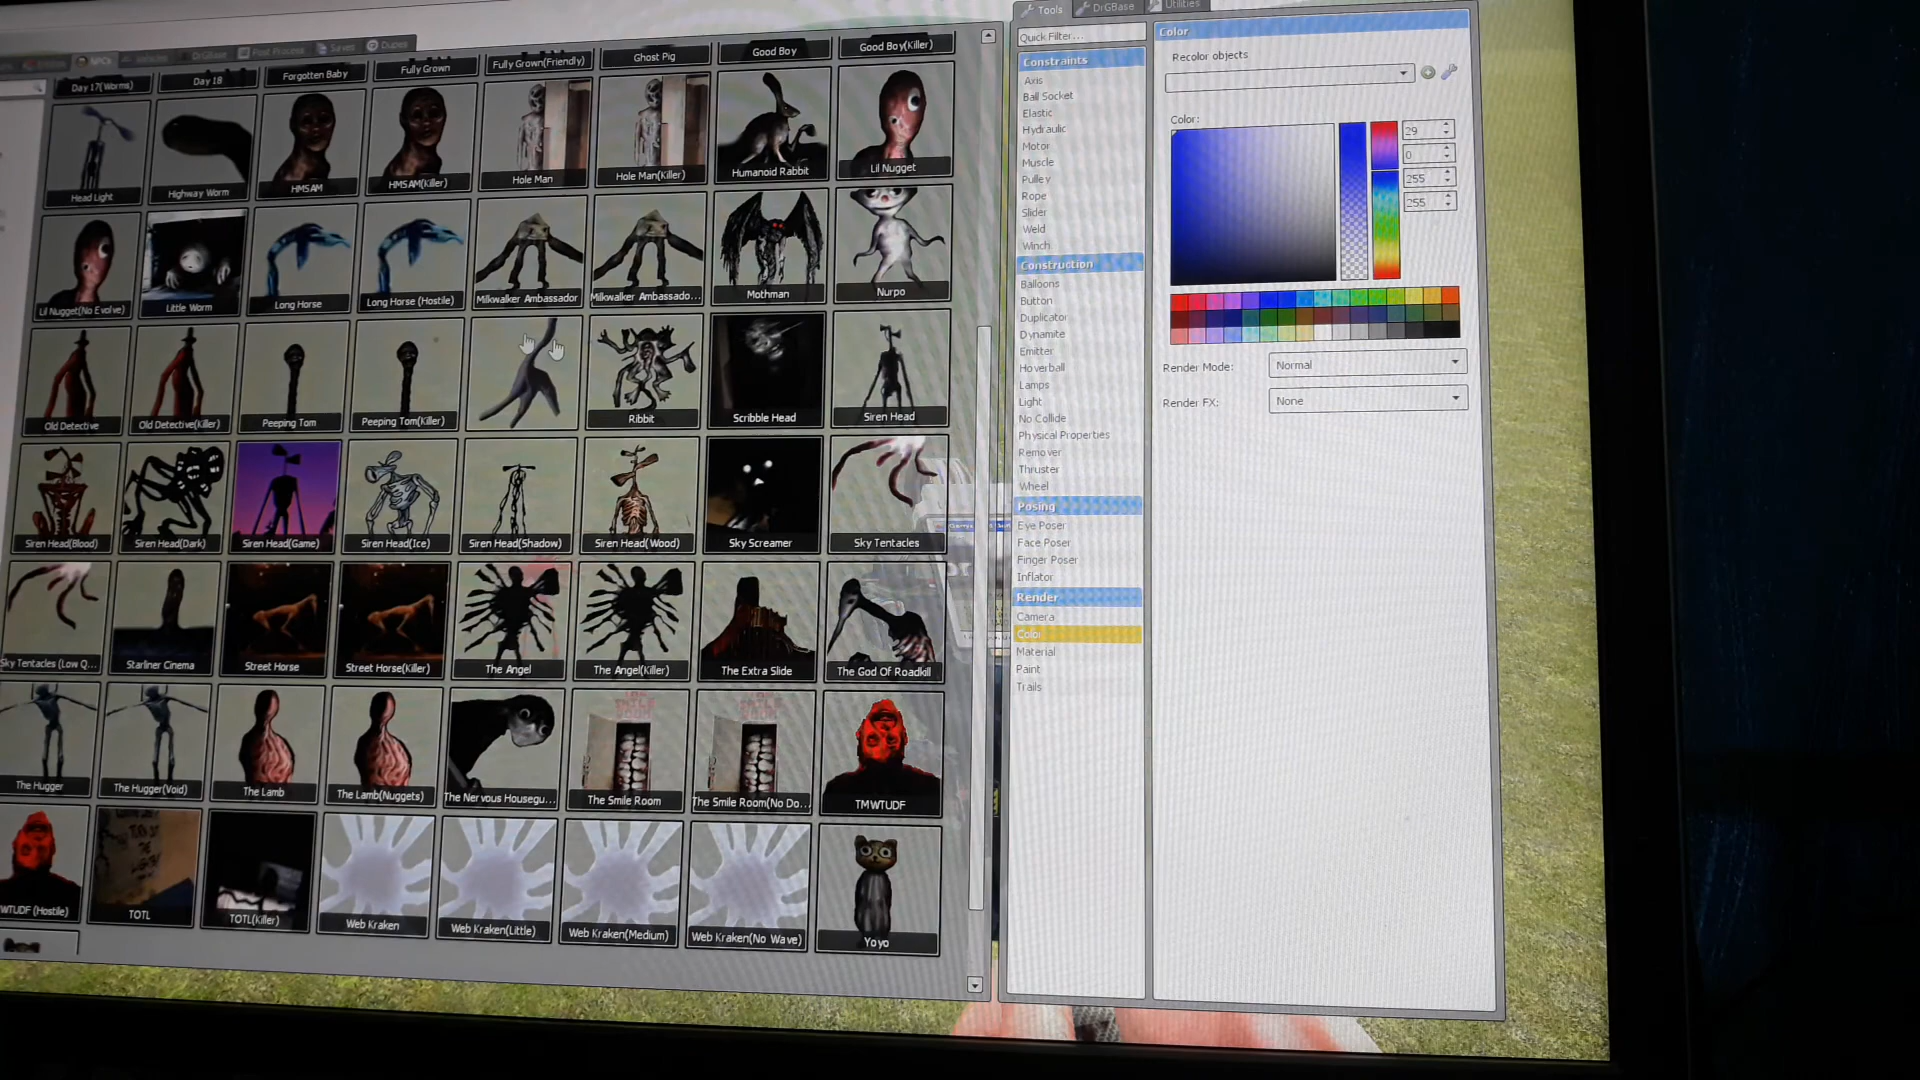 Tools
DrGBase
Utilities
NPCs
Vehicles
DrGBase
Post Process
Saves
Dupes
Day 17(Worms)
Day 18
Forgotten Baby
Fully Grown
Fully Grown(Friendly)
Ghost Pig
Good Boy
Good Boy(Killer)
Head Light
Highway Worm
HMSAM
HMSAM(Killer)
Hole Man
Hole Man(Killer)
Humanoid Rabbit
Lil Nugget
Lil Nugget(No Evolve)
Little Worm
Long Horse
Long Horse (Hostile)
Milkwalker Ambassador
Milkwalker Ambassado...
Mothman
Nurpo
Old Detective
Old Detective(Killer)
Peeping Tom
Peeping Tom(Killer)
Ribbit
Scribble Head
Siren Head
Siren Head(Blood)
Siren Head(Dark)
Siren Head(Game)
Siren Head(Ice)
Siren Head(Shadow)
Siren Head(Wood)
Sky Screamer
Sky Tentacles
Sky Tentacles (Low Q...
Starliner Cinema
Street Horse
Street Horse(Killer)
The Angel
The Angel(Killer)
The Extra Slide
The God Of Roadkill
The Hugger
The Hugger(Void)
The Lamb
The Lamb(Nuggets)
The Nervous Housegu...
The Smile Room
The Smile Room(No Do...
TMWTUDF
WTUDF (Hostile)
TOTL
TOTL(Killer)
Web Kraken
Web Kraken(Little)
Web Kraken(Medium)
Web Kraken(No Wave)
Yoyo
Quick Filter...
Constraints
Axis
Ball Socket
Elastic
Hydraulic
Motor
Muscle
Pulley
Rope
Slider
Weld
Winch
Construction
Balloons
Button
Duplicator
Dynamite
Emitter
Hoverball
Lamps
Light
No Collide
Physical Properties
Remover
Thruster
Wheel
Posing
Eye Poser
Face Poser
Finger Poser
Inflator
Render
Camera
Color
Material
Paint
Trails
Color
Recolor objects
Color:
29
0
255
255
Render Mode:
Normal
Render FX:
None